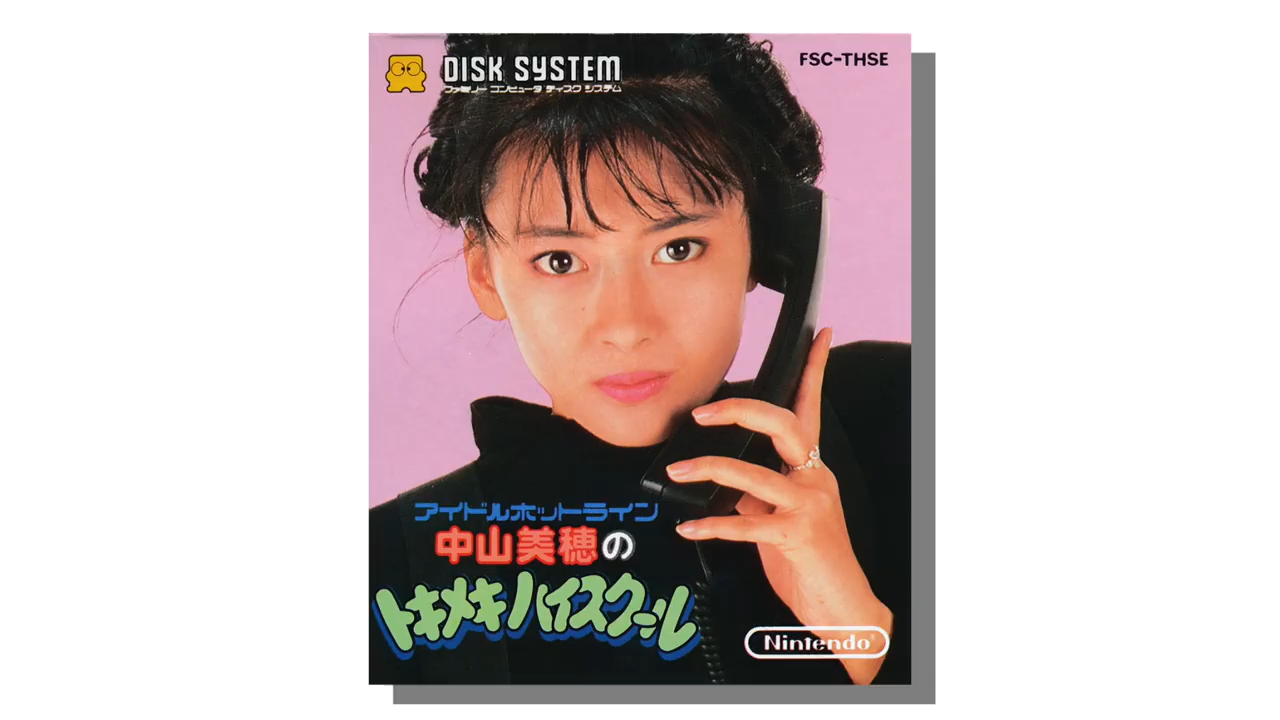 DISK SYSTEM
ファミリー コンピュータ ディスク システム
FSC-THSE
アイドルホットライン
中山美穂の
トキメキハイスクール
Nintendo®